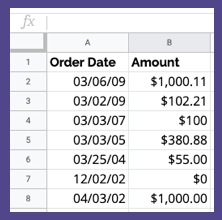 fx
A B
1 Order Date Amount
2 03/06/09 $1,000.11
3 03/02/09 $102.21
4 03/03/07 $100
5 03/03/05 $380.88
6 03/25/04 $55.00
7 12/02/02 $0
8 04/03/02 $1,000.00